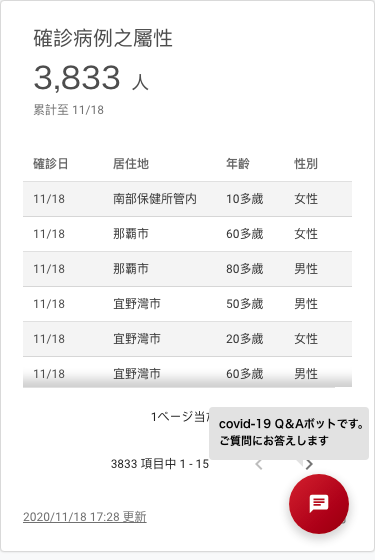 確診病例之屬性
3,833 人
累計至 11/18
確診日 居住地 年齡 性別
11/18 南部保健所管內 10多歲 女性
11/18 那覇市 60多歲 女性
11/18 那覇市 80多歲 男性
11/18 宜野灣市 50多歲 男性
11/18 宜野灣市 20多歲 女性
11/18 宜野灣市 60多歲 男性
1ページ当
covid-19 Q&Aボットです。
ご質問にお答えします
3833 項目中 1 - 15
2020/11/18 17:28 更新